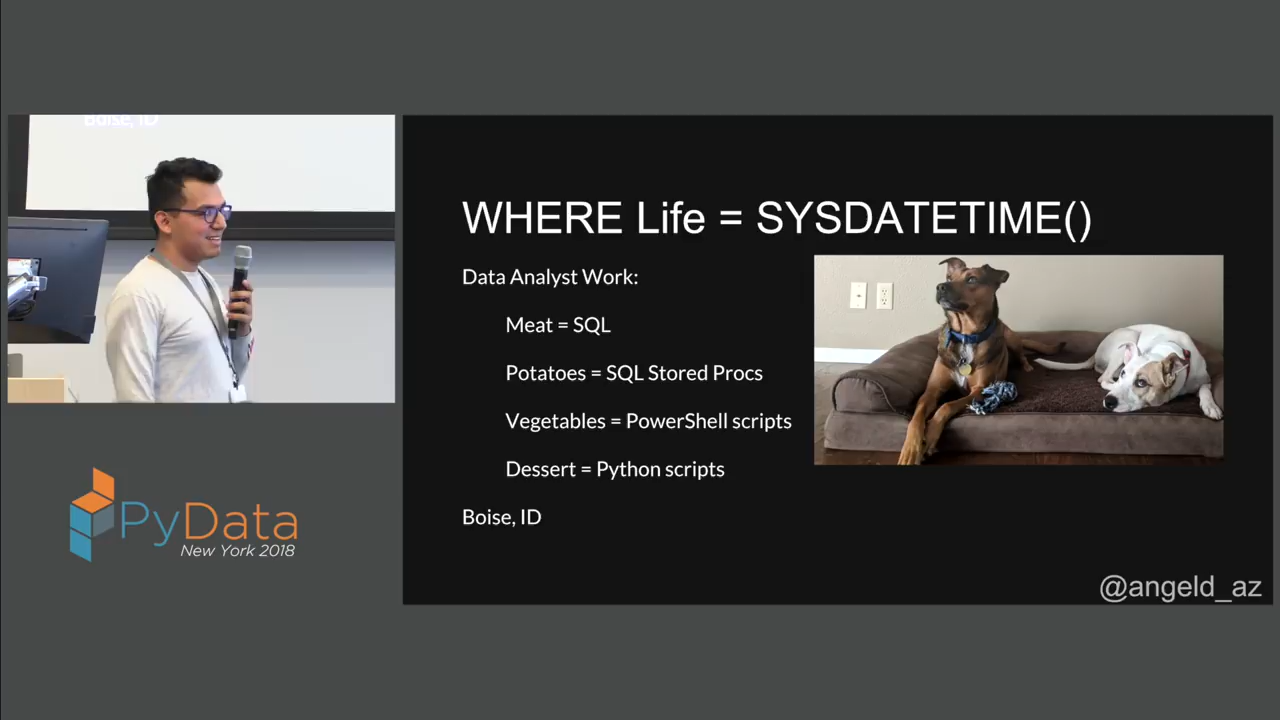 Boise, ID
WHERE Life = SYSDATETIME()
Data Analyst Work:
Meat = SQL
Potatoes = SQL Stored Procs
Vegetables = PowerShell scripts
Dessert = Python scripts
Boise, ID
@angeld_az
PyData
New York 2018